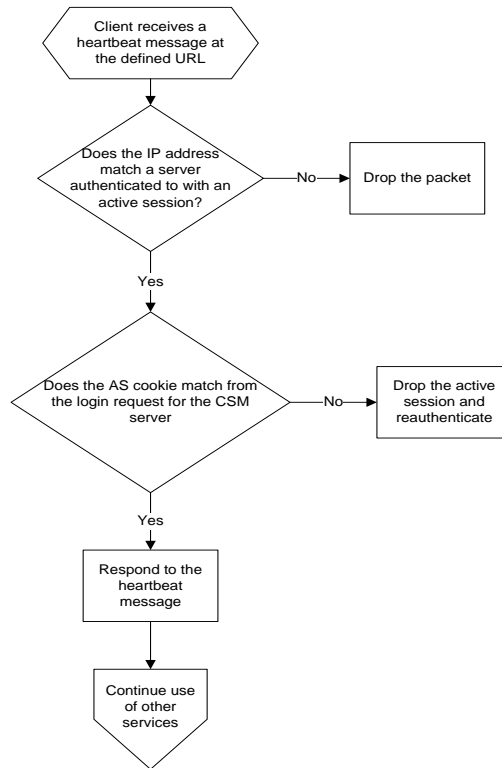 Client receives a
heartbeat message at
the defined URL
Does the IP address
match a server
authenticated to with an
active session?
No
Drop the packet
Yes
Does the AS cookie match from
the login request for the CSM
server
No
Drop the active
session and
reauthenticate
Yes
Respond to the
heartbeat
message
Continue use
of other
services